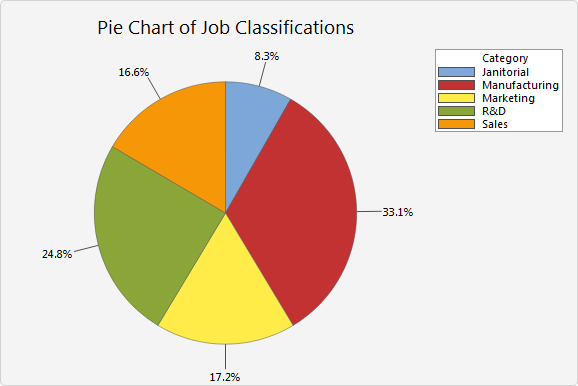 Pie Chart of Job Classifications
8.3%
16.6%
33.1%
24.8%
17.2%
Category
Janitorial
Manufacturing
Marketing
R&D
Sales